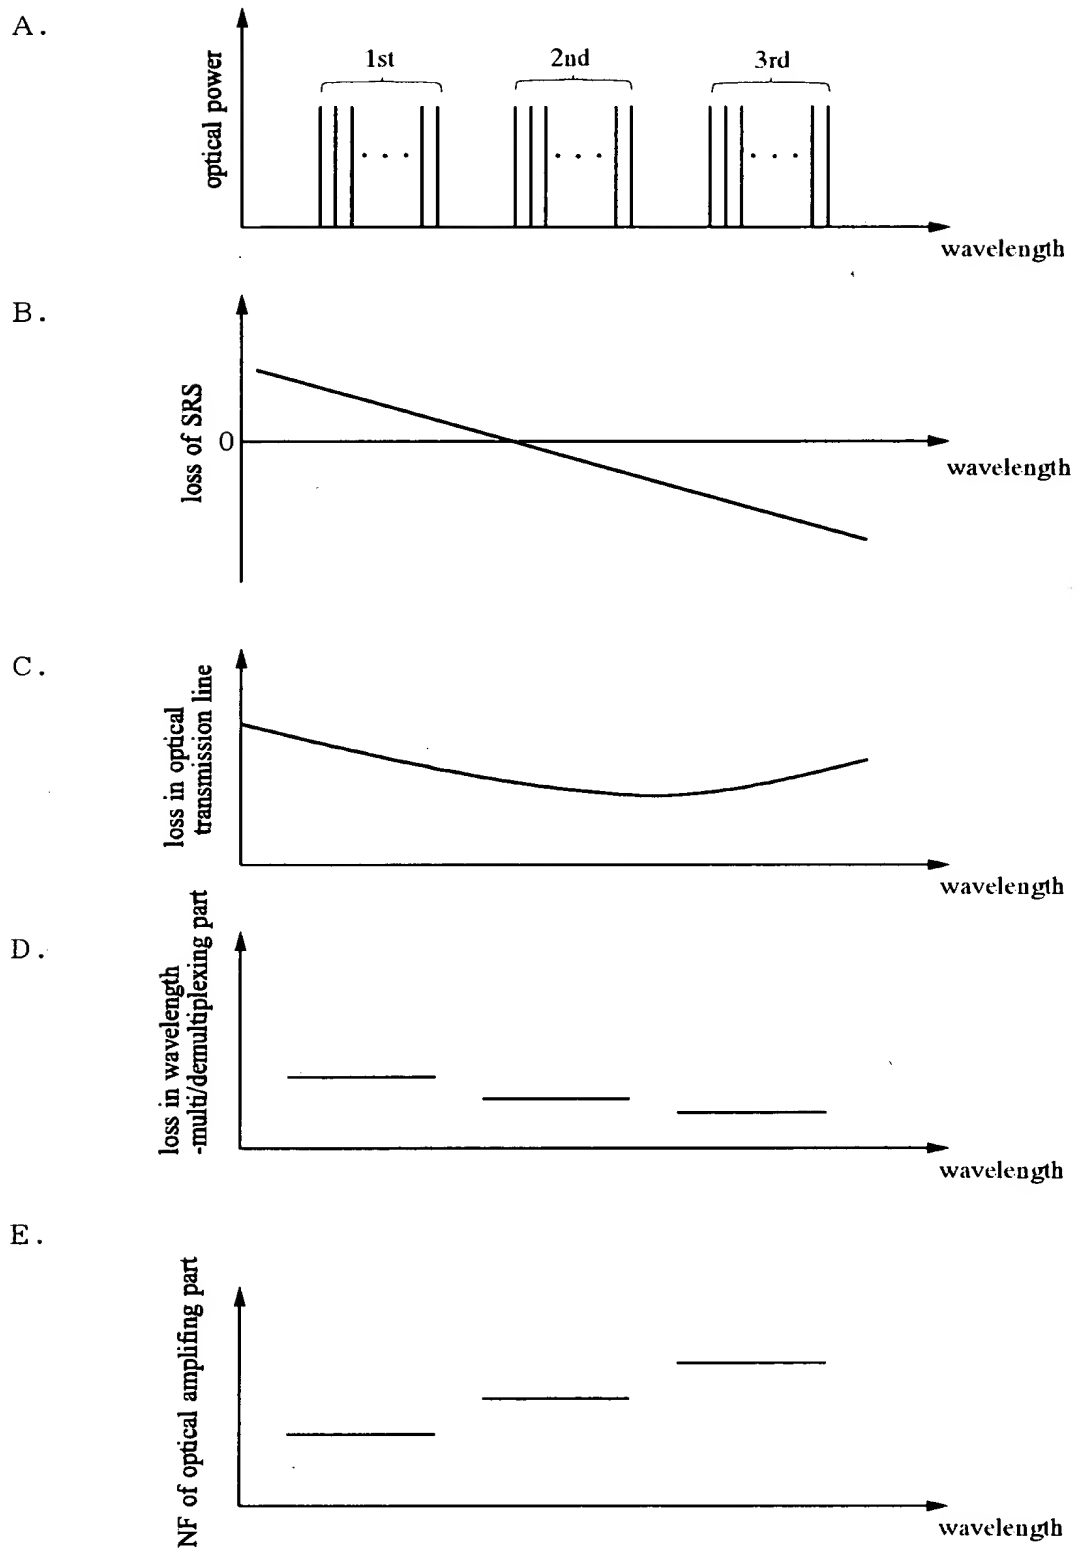 A.
optical power
1st
2nd
3rd
. . .
. . .
. . .
wavelength
B.
loss of SRS
0
wavelength
C.
loss in optical
transmission line
wavelength
D.
loss in wavelength
-multi/demultiplexing part
wavelength
E.
NF of optical amplifing part
wavelength